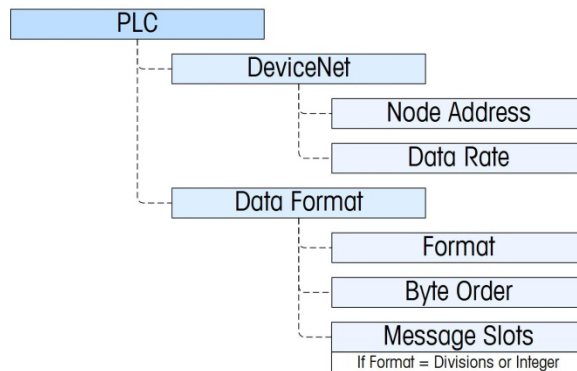 PLC
DeviceNet
Node Address
Data Rate
Data Format
Format
Byte Order
Message Slots
If Format = Divisions or Integer